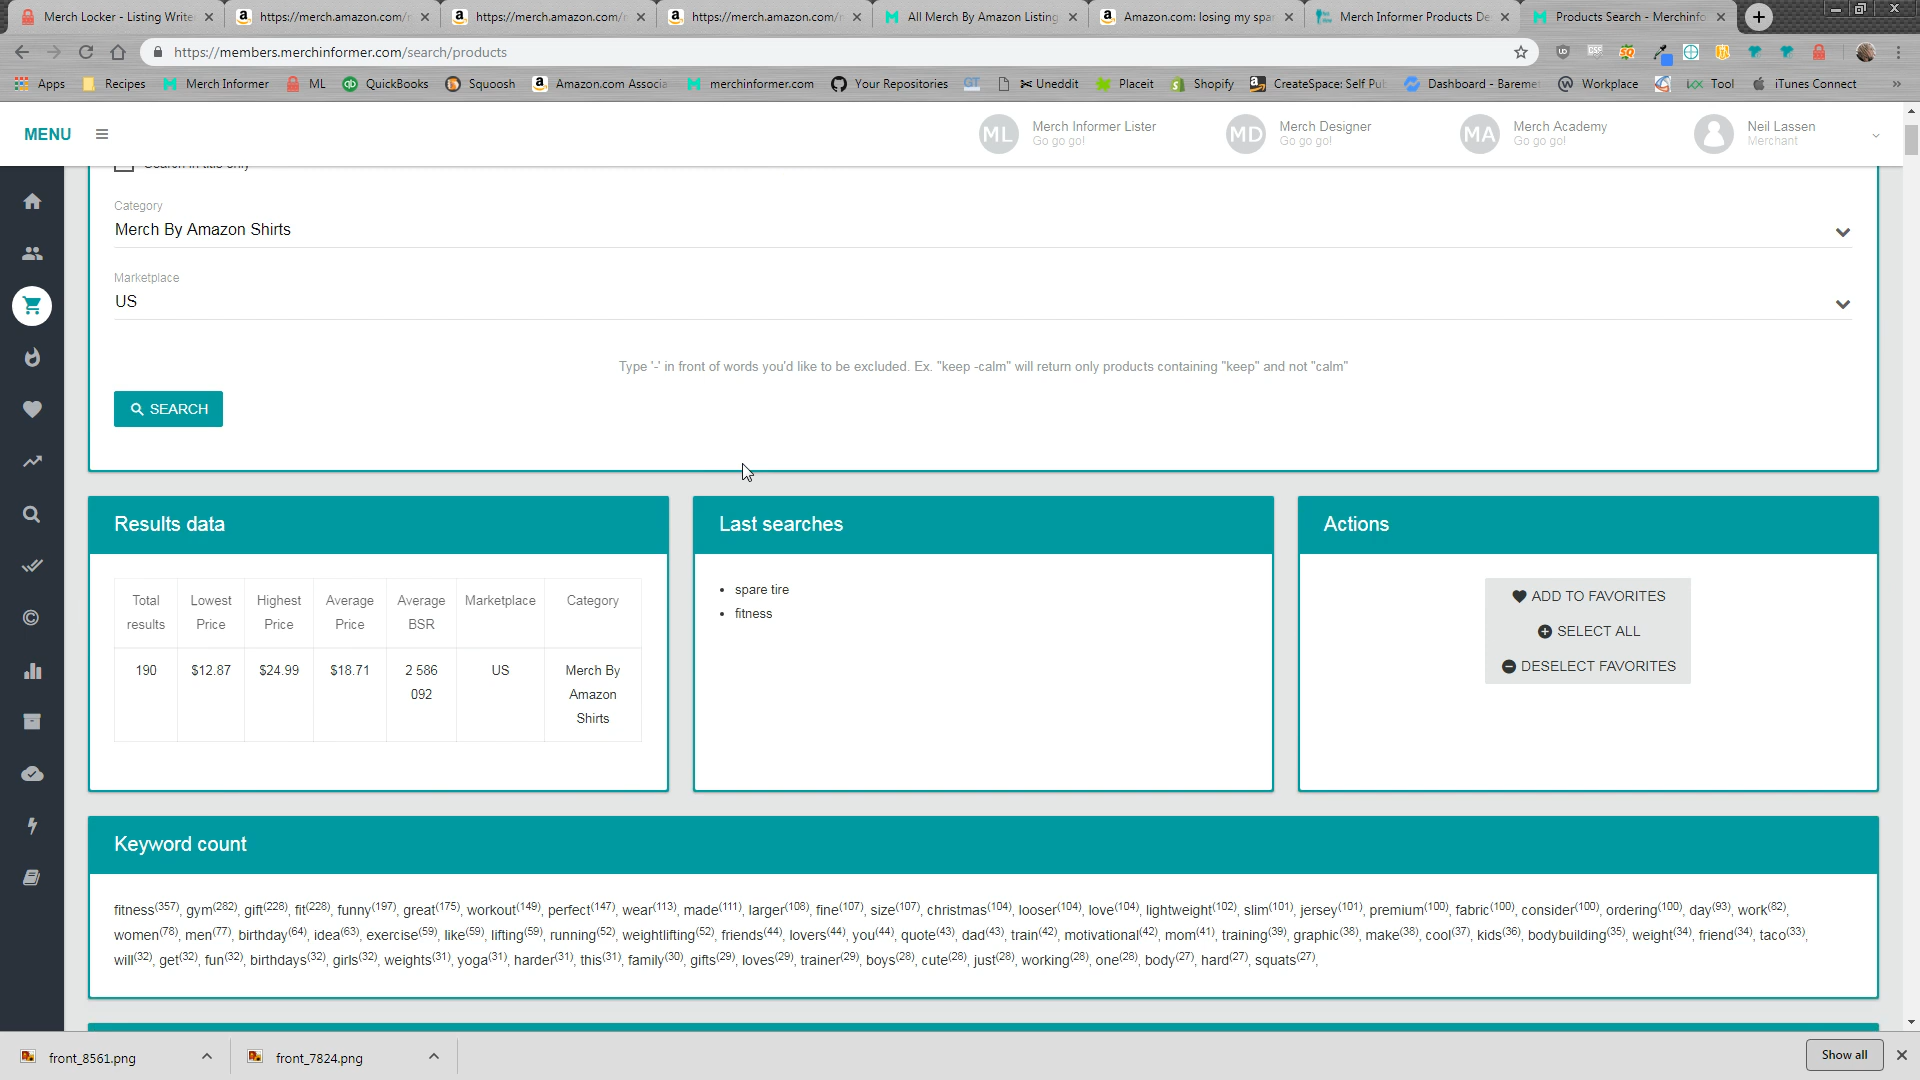 Merch Locker - Listing Write
https://merch.amazon.com/r
https://merch.amazon.com/
https://merch.amazon.com/r
All Merch By Amazon Listing
Amazon.com: losing my spa
Merch Informer Products De
Products Search - Merchinfo
https://members.merchinformer.com/search/products
Apps
Recipes
Merch Informer
ML
QuickBooks
Squoosh
Amazon.com Associa
merchinformer.com
Your Repositories
GT
Uneddit
Placeit
Shopify
CreateSpace: Self Pu
Dashboard - Bareme
Workplace
Tool
iTunes Connect
MENU
ML
Merch Informer Lister
Go go go!
MD
Merch Designer
Go go go!
MA
Merch Academy
Go go go!
Neil Lassen
Merchant
Search in title only
Category
Merch By Amazon Shirts
Marketplace
US
Type '-' in front of words you'd like to be excluded. Ex. "keep -calm" will return only products containing "keep" and not "calm"
SEARCH
Results data
Total results
Lowest Price
Highest Price
Average Price
Average BSR
Marketplace
Category
190
$12.87
$24.99
$18.71
2 586 092
US
Merch By Amazon Shirts
Last searches
• spare tire
• fitness
Actions
ADD TO FAVORITES
SELECT ALL
DESELECT FAVORITES
Keyword count
fitness(357), gym(282), gift(228), fit(228), funny(197), great(175), workout(149), perfect(147), wear(113), made(111), larger(108), fine(107), size(107), christmas(104), looser(104), love(104), lightweight(102), slim(101), jersey(101), premium(100), fabric(100), consider(100), ordering(100), day(93), work(82),
women(78), men(77), birthday(64), idea(63), exercise(59), like(59), lifting(59), running(52), weightlifting(52), friends(44), lovers(44), you(44), quote(43), dad(43), train(42), motivational(42), mom(41), training(39), graphic(38), make(38), cool(37), kids(36), bodybuilding(35), weight(34), friend(34), taco(33),
will(32), get(32), fun(32), birthdays(32), girls(32), weights(31), yoga(31), harder(31), this(31), family(30), gifts(29), loves(29), trainer(29), boys(28), cute(28), just(28), working(28), one(28), body(27), hard(27), squats(27),
front_8561.png
front_7824.png
Show all